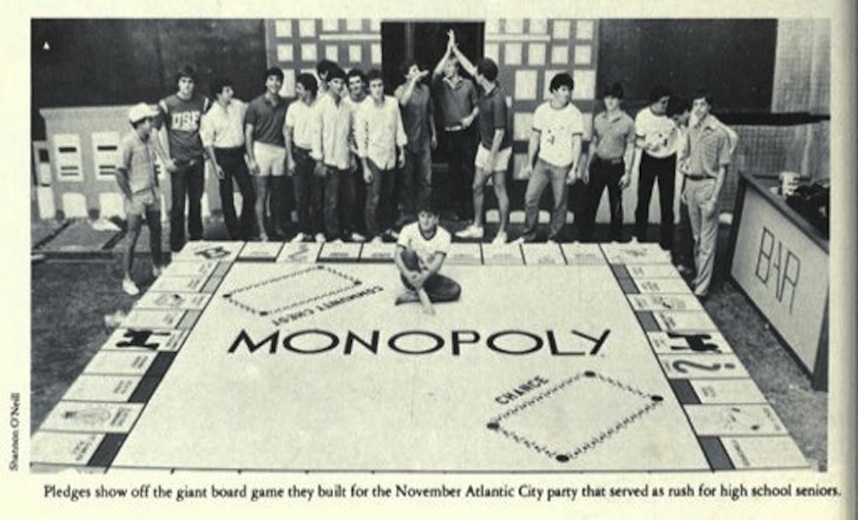 USF
BAR
COMMUNITY CHEST
MONOPOLY
CHANCE
?
Shannon O'Neill
Pledges show off the giant board game they built for the November Atlantic City party that served as rush for high school seniors.